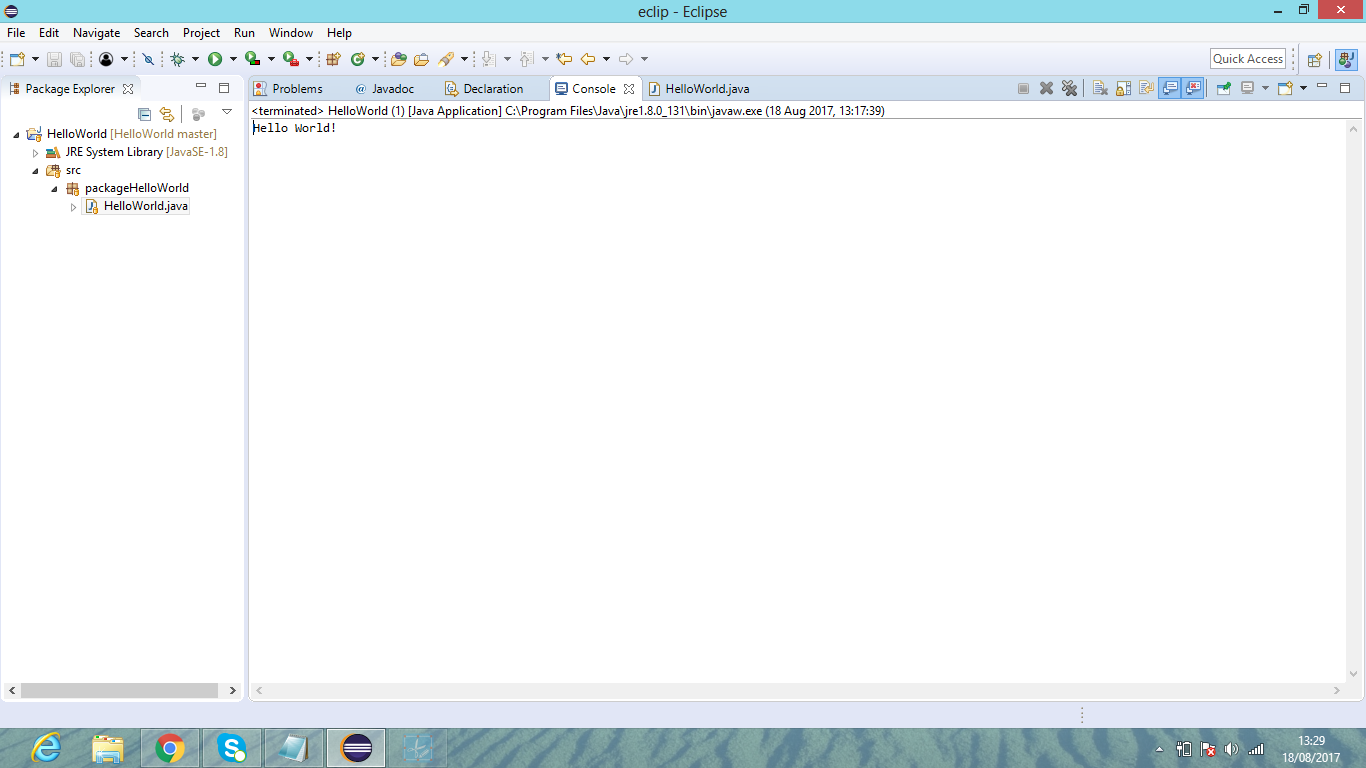 eclip - Eclipse
File Edit Navigate Search Project Run Window Help
Quick Access
Package Explorer
Problems @ Javadoc Declaration Console HelloWorld.java
<terminated> HelloWorld (1) [Java Application] C:\Program Files\Java\jre1.8.0_131\bin\javaw.exe (18 Aug 2017, 13:17:39)
Hello World!
HelloWorld [HelloWorld master]
JRE System Library [JavaSE-1.8]
src
packageHelloWorld
HelloWorld.java
13:29
18/08/2017